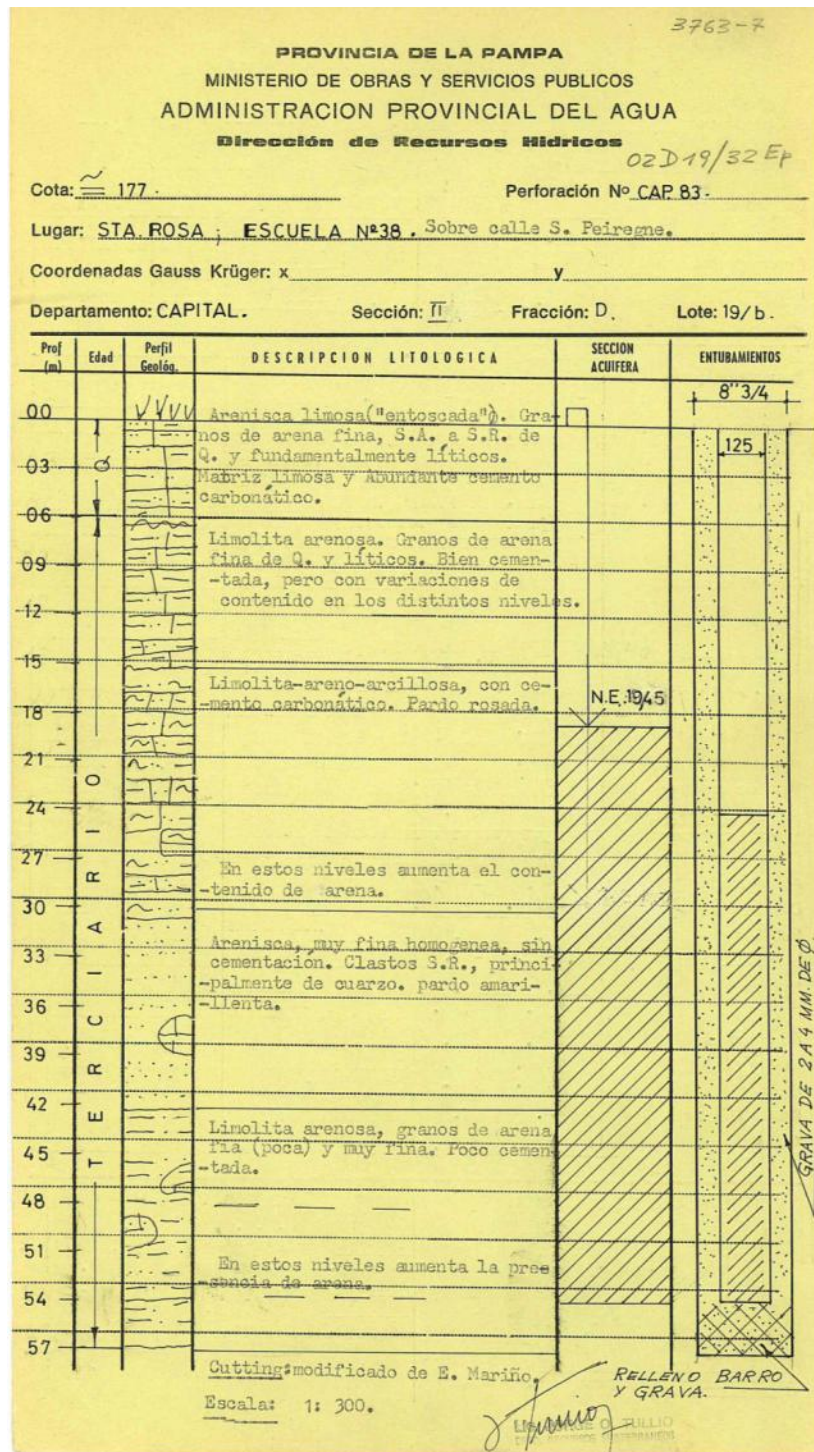 3763-7
PROVINCIA DE LA PAMPA
MINISTERIO DE OBRAS Y SERVICIOS PUBLICOS
ADMINISTRACION PROVINCIAL DEL AGUA
Dirección de Recursos Hidricos
02D19/32 Ep
Cota: ≅ 177.
Perforación Nº CAP. 83.
Lugar: STA. ROSA ; ESCUELA Nº38. Sobre calle S. Peiregne.
Coordenadas Gauss Krüger: x y
Departamento: CAPITAL. Sección: II Fracción: D. Lote: 19/b.
Prof (m)
Edad
Perfil Geológ.
DESCRIPCION LITOLOGICA
SECCION ACUIFERA
ENTUBAMIENTOS
8" 3/4
125
00
03
06
09
12
15
18
21
24
27
30
33
36
39
42
45
48
51
54
57
Q
TERCIARIO
Arenisca limosa("entoscada"). Gra-
nos de arena fina, S.A. a S.R. de
Q. y fundamentalmente líticos.
Matriz limosa y Abundante cemento
carbonático.
Limolita arenosa. Granos de arena
fina de Q. y líticos. Bien cemen-
-tada, pero con variaciones de
contenido en los distintos niveles.
Limolita-areno-arcillosa, con ce-
-mento carbonático. Pardo rosada.
N.E. 19,45
En estos niveles aumenta el con-
-tenido de arena.
Arenisca, muy fina homogenea, sin
cementación. Clastos S.R., princi-
-palmente de cuarzo. pardo amari-
-llenta.
Limolita arenosa, granos de arena
fia (poca) y muy fina. Poco cemen-
-tada.
En estos niveles aumenta la pree
-sencia de arena.
GRAVA DE 2 A 4 MM. DE Ø
Cutting: modificado de E. Mariño.
Escala: 1: 300.
RELLENO BARRO
Y GRAVA.
TULLIO